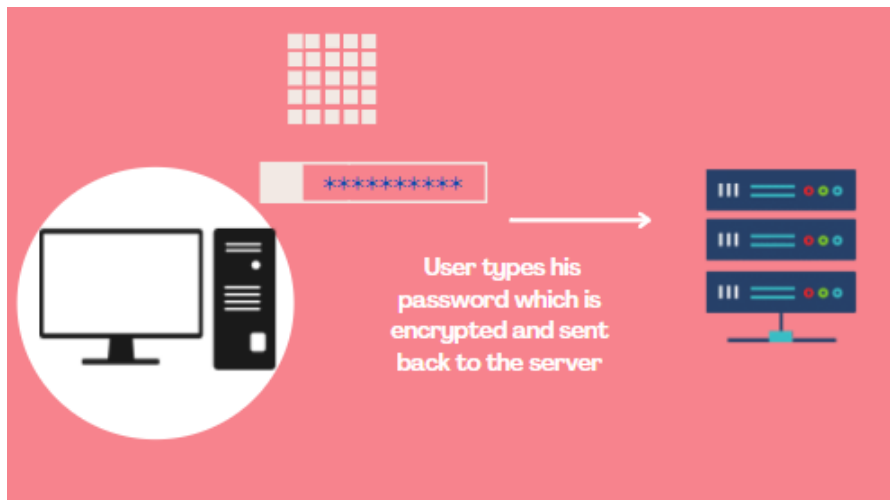 **********
User types his
password which is
encrypted and sent
back to the server